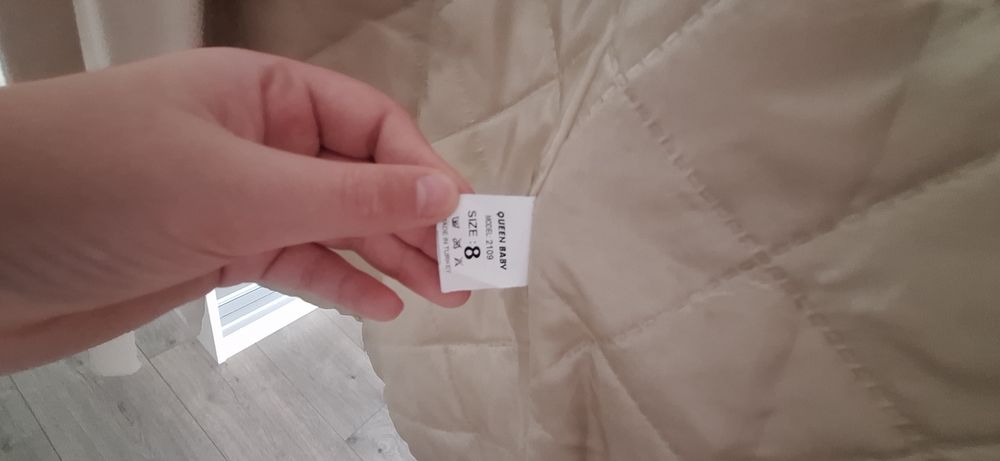 QUEEN BABY
MODEL 2109
SIZE : 8
MADE IN TURKEY